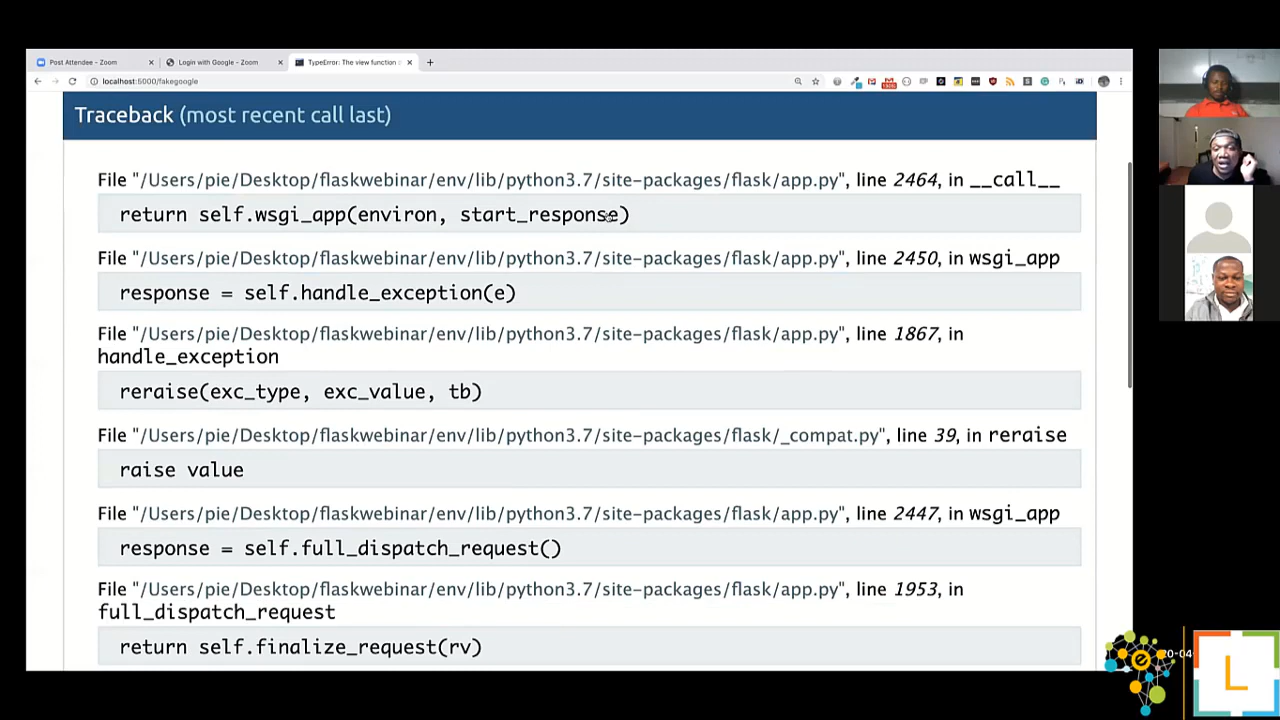 Post Attendee - Zoom
Login with Google - Zoom
TypeError: The view function
localhost:5000/fakegoogle
Traceback (most recent call last)
File "/Users/pie/Desktop/flaskwebinar/env/lib/python3.7/site-packages/flask/app.py", line 2464, in __call__
return self.wsgi_app(environ, start_response)
File "/Users/pie/Desktop/flaskwebinar/env/lib/python3.7/site-packages/flask/app.py", line 2450, in wsgi_app
response = self.handle_exception(e)
File "/Users/pie/Desktop/flaskwebinar/env/lib/python3.7/site-packages/flask/app.py", line 1867, in
handle_exception
reraise(exc_type, exc_value, tb)
File "/Users/pie/Desktop/flaskwebinar/env/lib/python3.7/site-packages/flask/_compat.py", line 39, in reraise
raise value
File "/Users/pie/Desktop/flaskwebinar/env/lib/python3.7/site-packages/flask/app.py", line 2447, in wsgi_app
response = self.full_dispatch_request()
File "/Users/pie/Desktop/flaskwebinar/env/lib/python3.7/site-packages/flask/app.py", line 1953, in
full_dispatch_request
return self.finalize_request(rv)
e
20-04
L